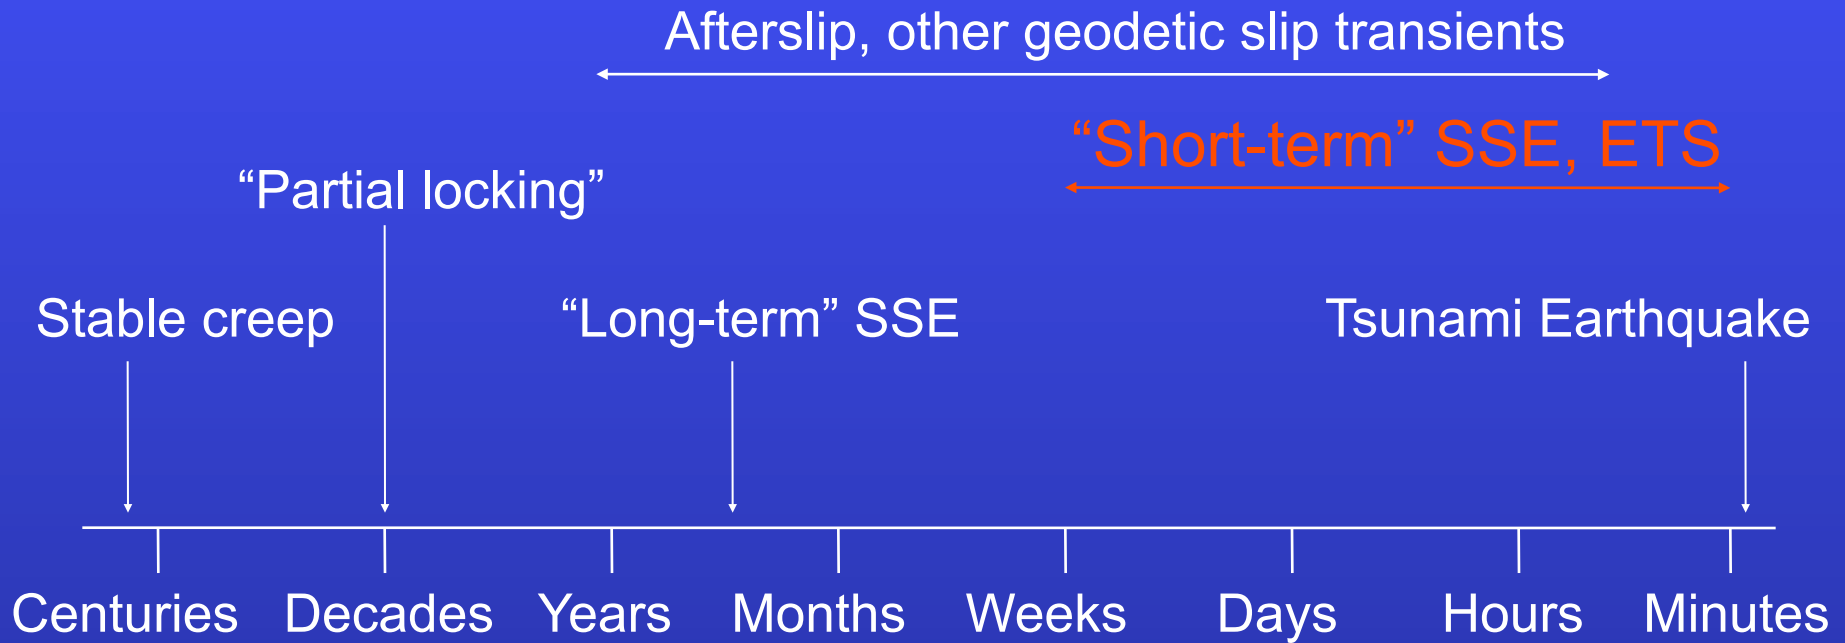 Afterslip, other geodetic slip transients
“Short-term” SSE, ETS
“Partial locking”
Stable creep
“Long-term” SSE
Tsunami Earthquake
Centuries
Decades
Years
Months
Weeks
Days
Hours
Minutes